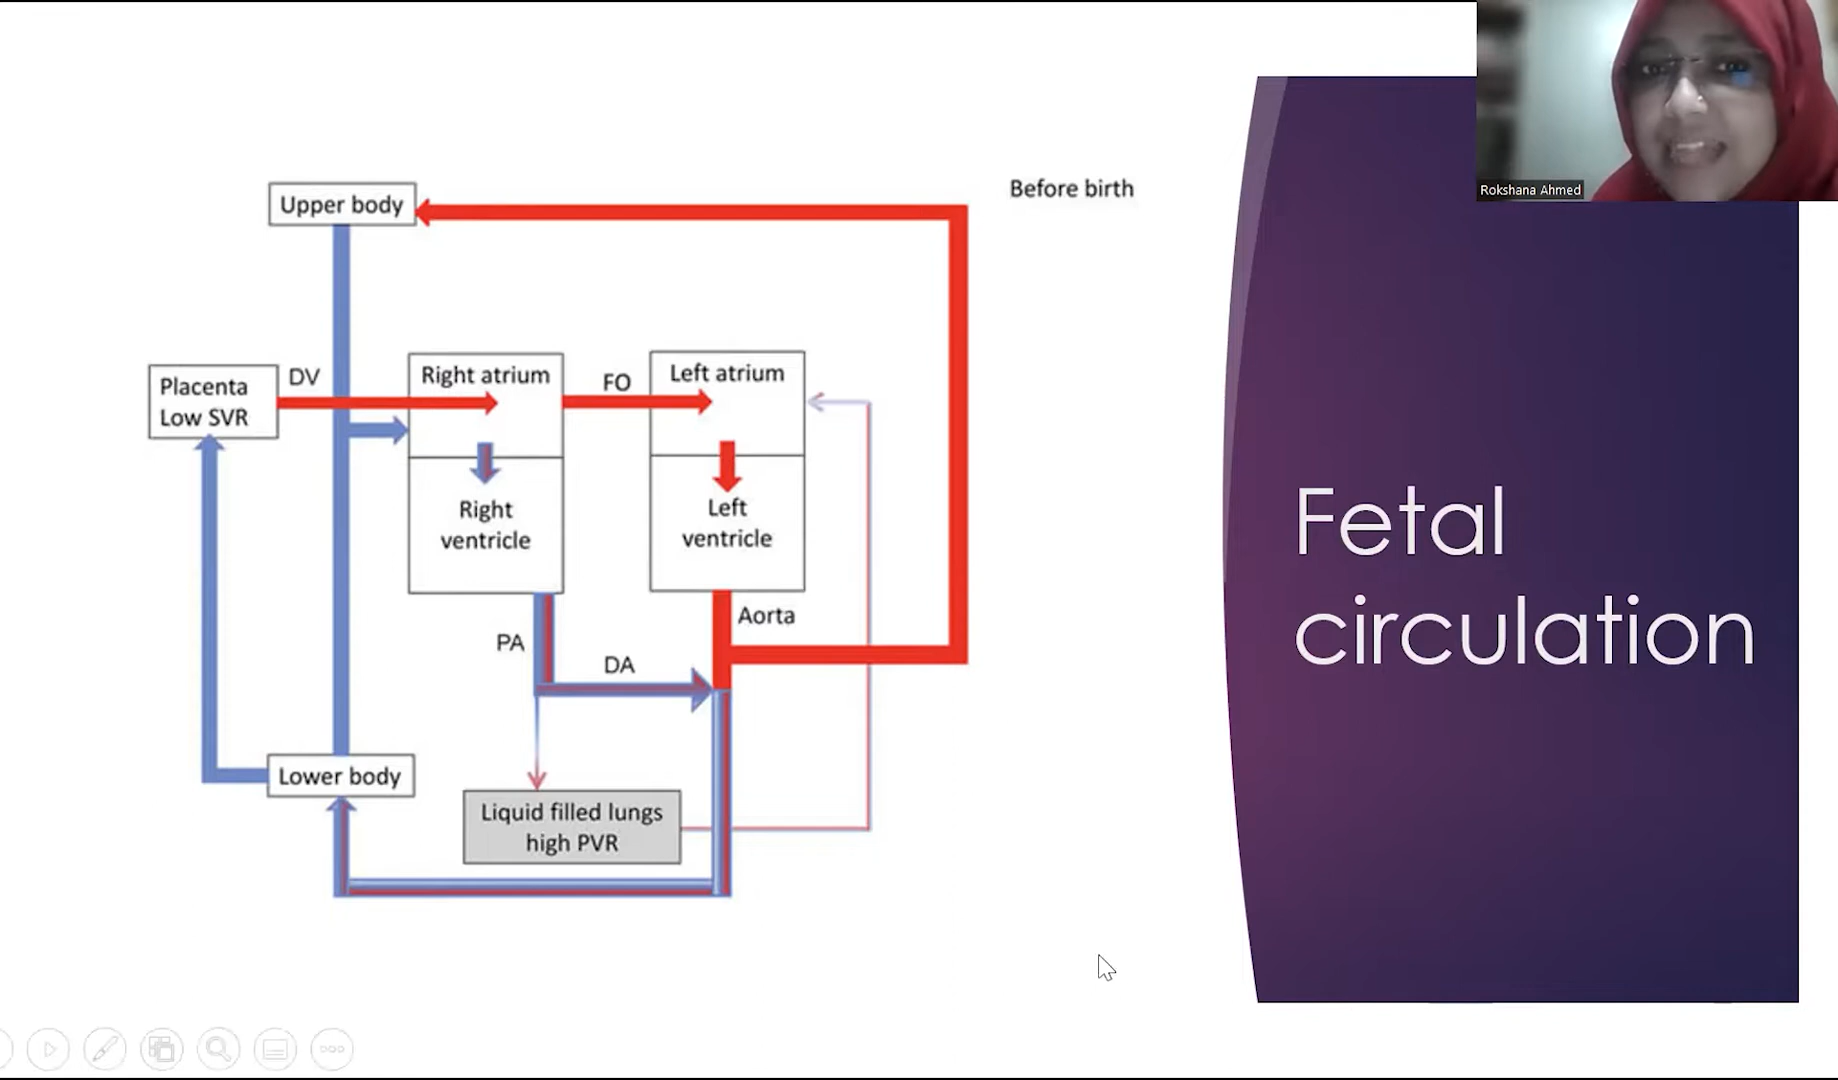 Rokshana Ahmed
Before birth
Upper body
Placenta
Low SVR
DV
Right atrium
FO
Left atrium
Right
ventricle
Left
ventricle
Aorta
PA
DA
Lower body
Liquid filled lungs
high PVR
Fetal
circulation